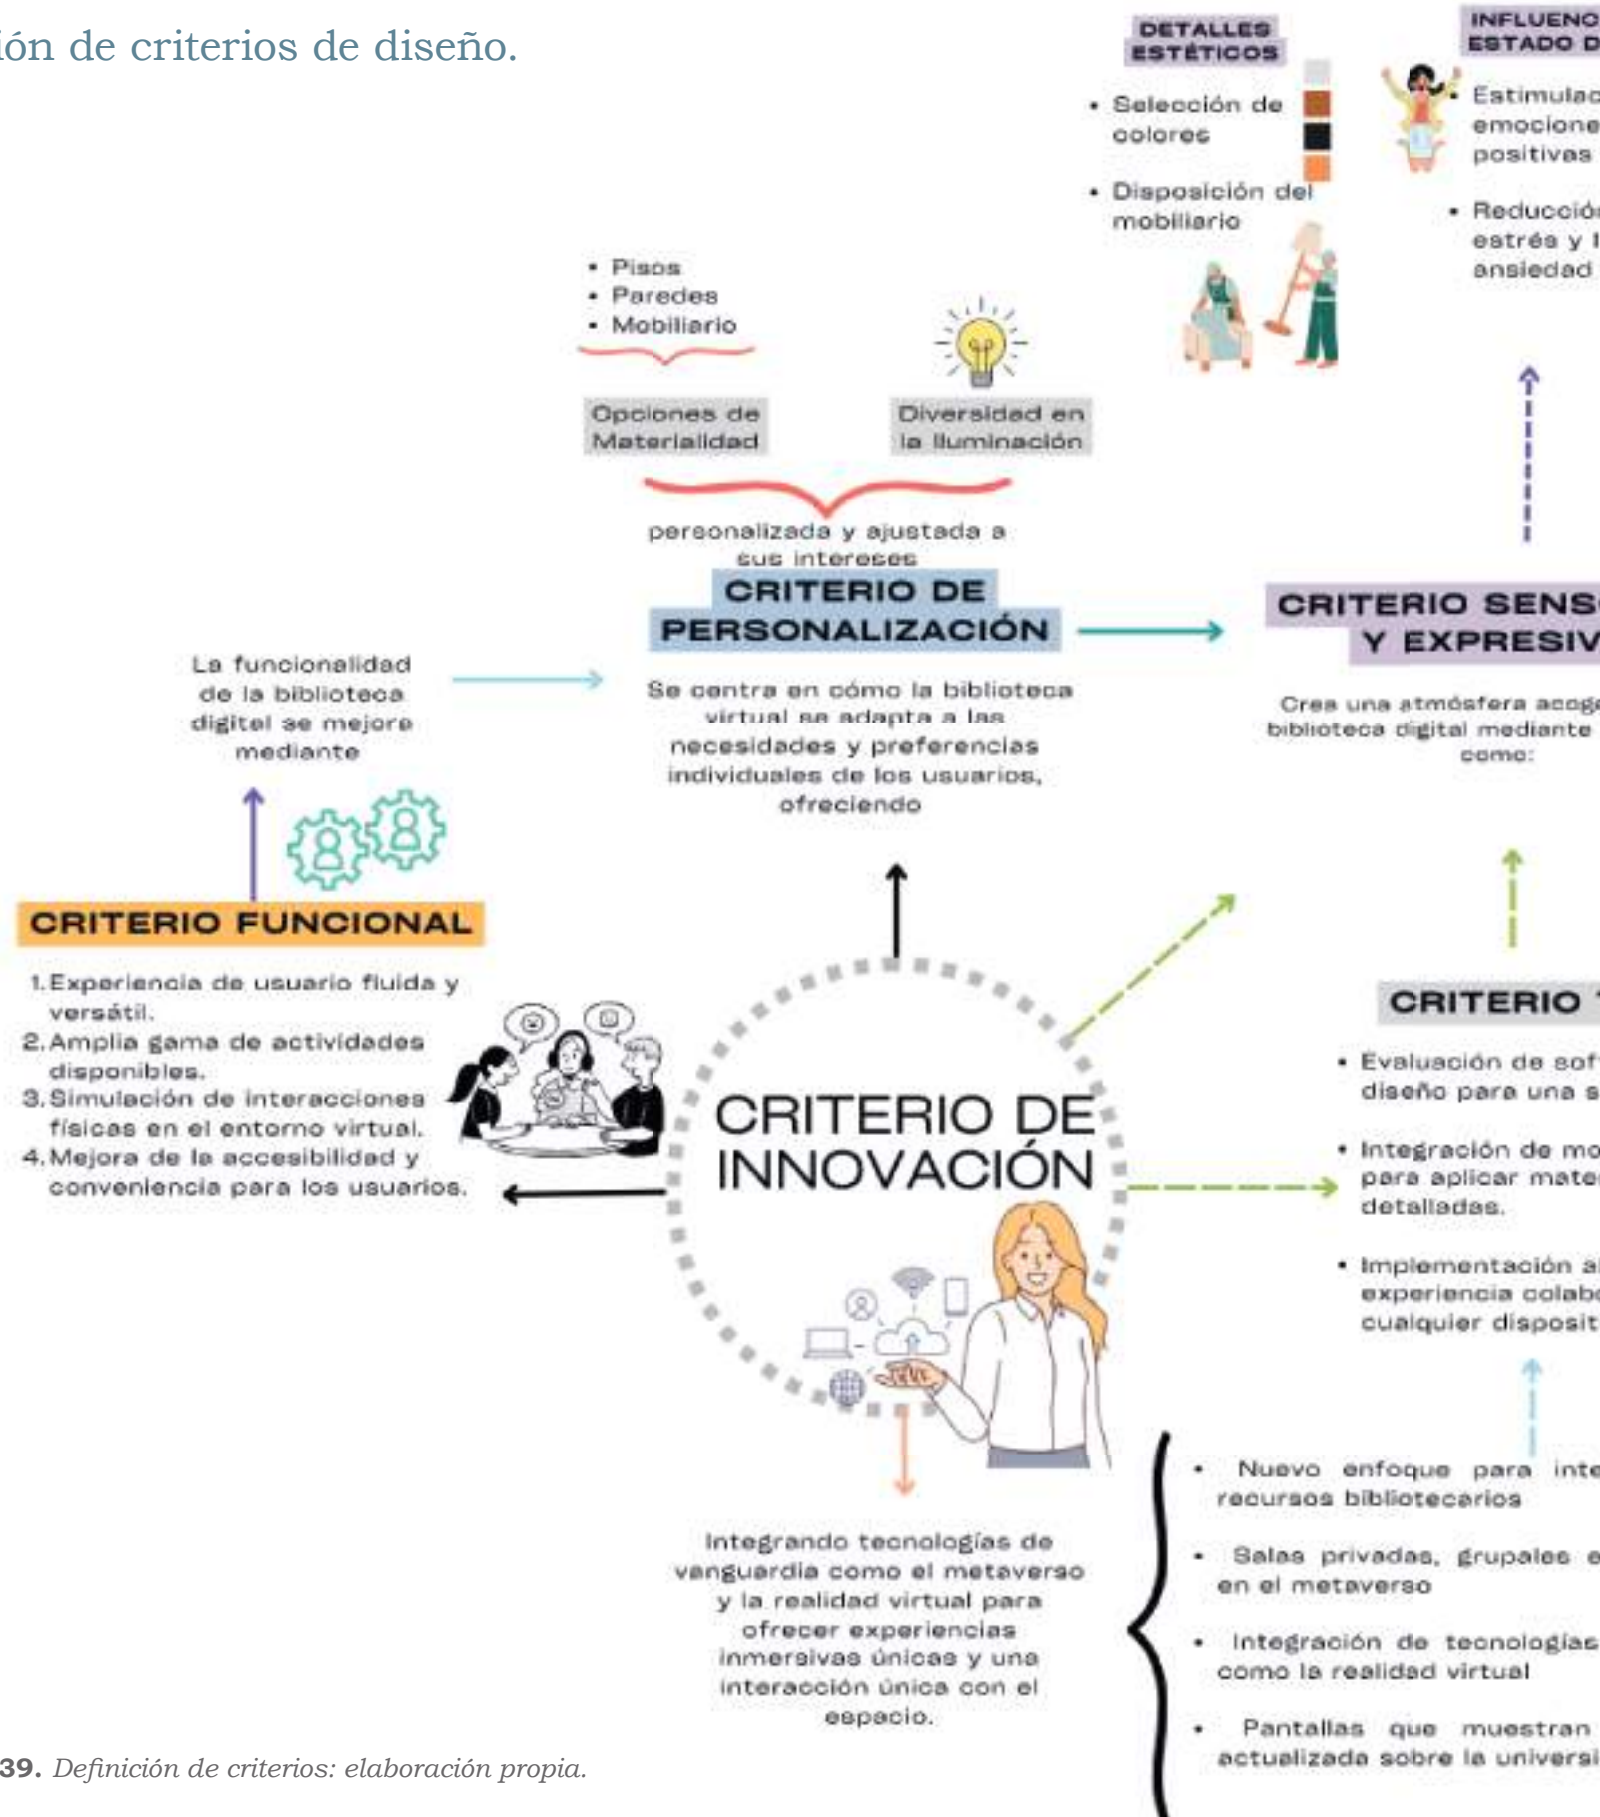 ión de criterios de diseño.
DETALLES
ESTÉTICOS
• Selección de
colores
• Disposición del
mobiliario
INFLUENC
ESTADO D
• Estimulac
emocione
positivas
• Reducción
estrés y l
ansiedad
• Pisos
• Paredes
• Mobiliario
Opciones de
Materialidad
Diversidad en
la Iluminación
personalizada y ajustada a
sus intereses
CRITERIO DE
PERSONALIZACIÓN
Se centra en cómo la biblioteca
virtual se adapta a las
necesidades y preferencias
individuales de los usuarios,
ofreciendo
CRITERIO SENSO
Y EXPRESIV
Crea una atmósfera acoge
biblioteca digital mediante
como:
La funcionalidad
de la biblioteca
digital se mejora
mediante
CRITERIO FUNCIONAL
1. Experiencia de usuario fluida y
versátil.
2. Amplia gama de actividades
disponibles.
3. Simulación de interacciones
físicas en el entorno virtual.
4. Mejora de la accesibilidad y
conveniencia para los usuarios.
CRITERIO DE
INNOVACIÓN
CRITERIO T
• Evaluación de sof
diseño para una s
• Integración de mo
para aplicar mate
detalladas.
• Implementación a
experiencia colabo
cualquier disposit
Integrando tecnologías de
vanguardia como el metaverso
y la realidad virtual para
ofrecer experiencias
inmersivas únicas y una
interacción única con el
espacio.
• Nuevo enfoque para inte
recursos bibliotecarios
• Salas privadas, grupales e
en el metaverso
• Integración de tecnologías
como la realidad virtual
• Pantallas que muestran
actualizada sobre la universi
39. Definición de criterios: elaboración propia.